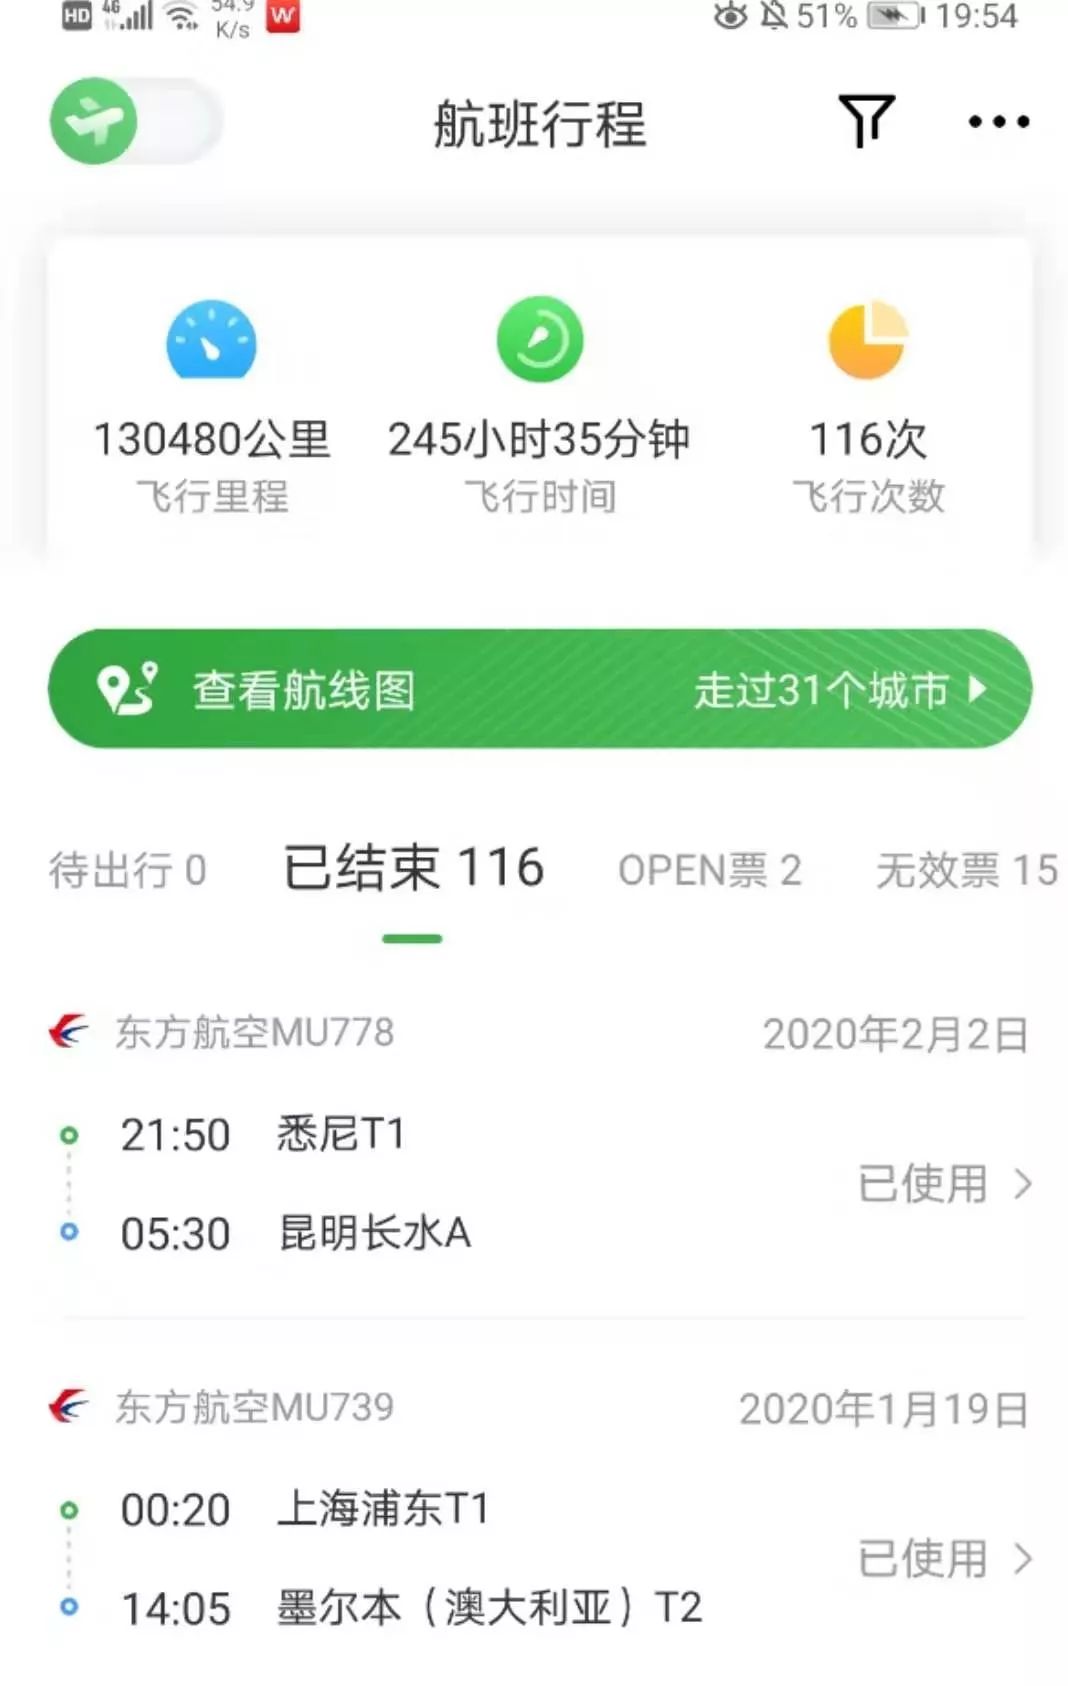 HD 4G 54.9 K/s W 51% 19:54
航班行程
130480公里 245小时35分钟 116次
飞行里程 飞行时间 飞行次数
查看航线图 走过31个城市
待出行 0 已结束 116 OPEN票 2 无效票 15
东方航空MU778 2020年2月2日
21:50 悉尼T1
已使用
05:30 昆明长水A
东方航空MU739 2020年1月19日
00:20 上海浦东T1
已使用
14:05 墨尔本（澳大利亚）T2